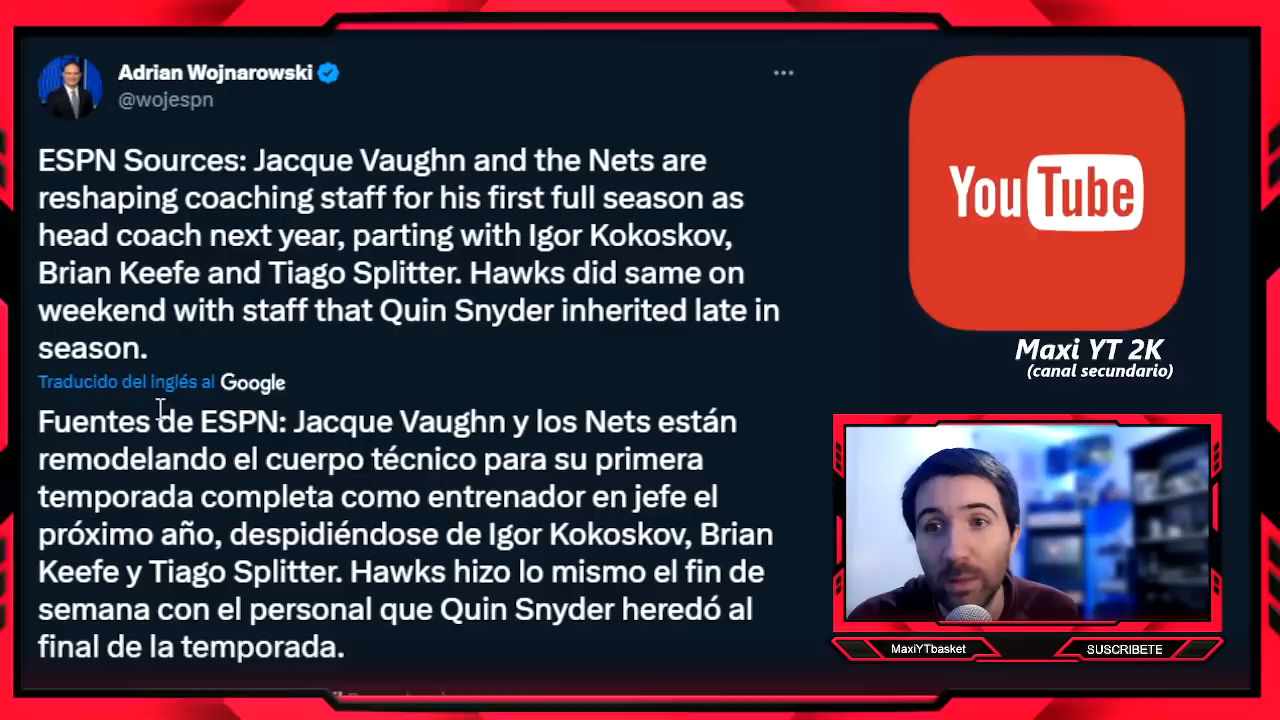 Adrian Wojnarowski
@wojespn
ESPN Sources: Jacque Vaughn and the Nets are
reshaping coaching staff for his first full season as
head coach next year, parting with Igor Kokoskov,
Brian Keefe and Tiago Splitter. Hawks did same on
weekend with staff that Quin Snyder inherited late in
season.
Traducido del inglés al Google
Fuentes de ESPN: Jacque Vaughn y los Nets están
remodelando el cuerpo técnico para su primera
temporada completa como entrenador en jefe el
próximo año, despidiéndose de Igor Kokoskov, Brian
Keefe y Tiago Splitter. Hawks hizo lo mismo el fin de
semana con el personal que Quin Snyder heredó al
final de la temporada.
YouTube
Maxi YT 2K
(canal secundario)
MaxiYTbasket
SUSCRIBETE